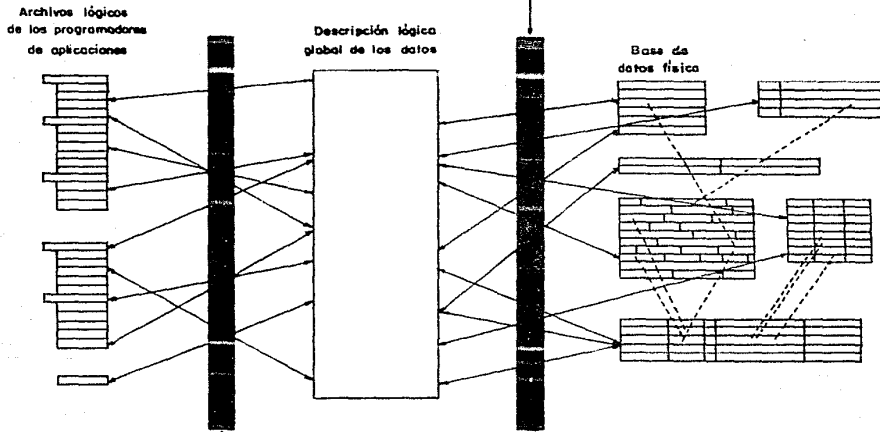 Archivos lógicos
de los programadores
de aplicaciones
Descripción lógica
global de los datos
Base de
datos física